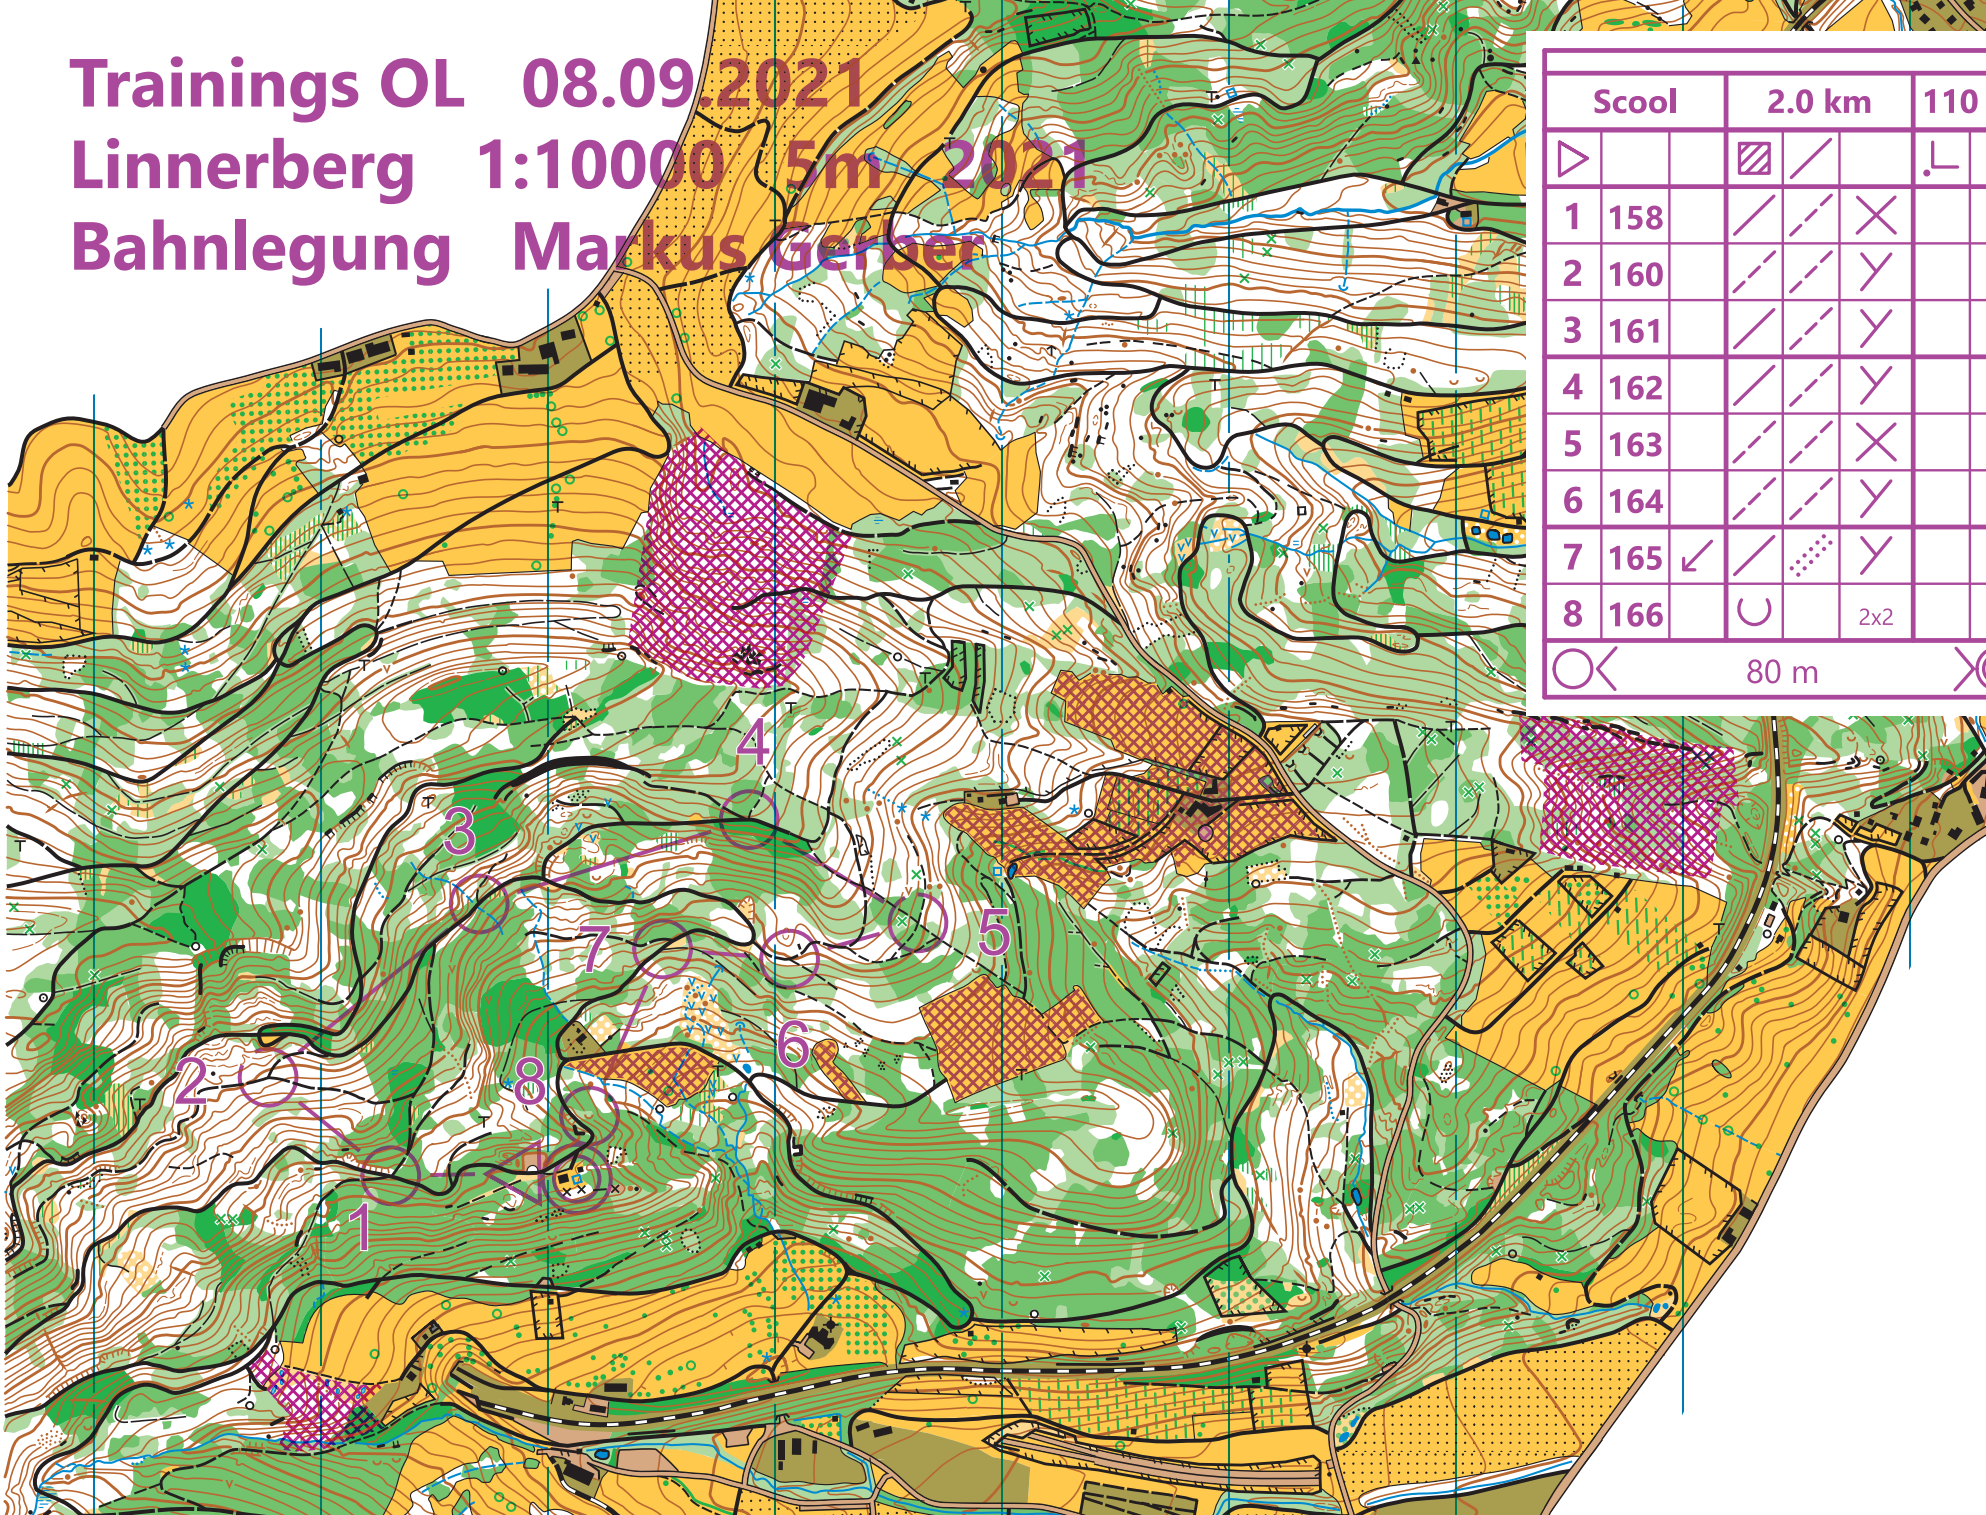 Trainings OL 08.09.2021
Linnerberg 1:10000 5m 2021
Bahnlegung Markus Gerber
Scool 2.0 km 110
1 158
2 160
3 161
4 162
5 163
6 164
7 165
8 166 2x2
80 m
4
3
5
7
6
2
8
1